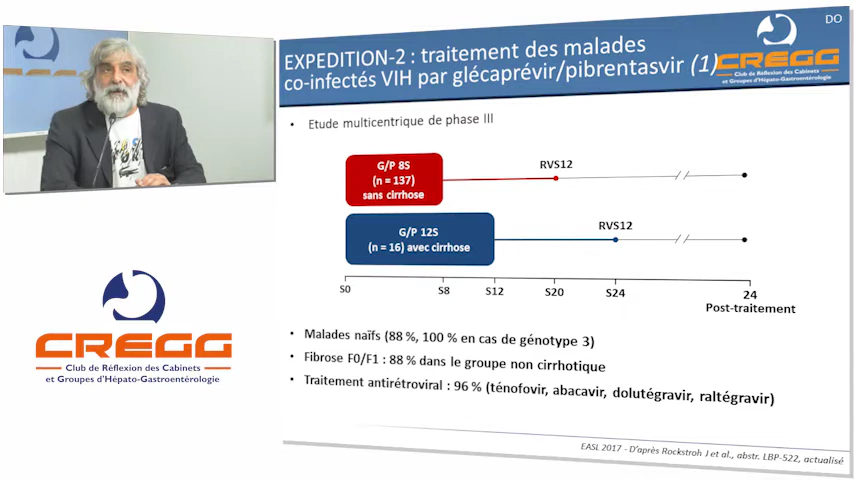 DO
EXPEDITION-2 : traitement des malades
co-infectés VIH par glécaprévir/pibrentasvir (1)
CREGG
Club de Réflexion des Cabinets
et Groupes d'Hépato-Gastroentérologie
• Etude multicentrique de phase III
G/P 8S
(n = 137)
sans cirrhose
RVS12
G/P 12S
(n = 16) avec cirrhose
RVS12
S0
S8
S12
S20
S24
24
Post-traitement
• Malades naïfs (88 %, 100 % en cas de génotype 3)
• Fibrose F0/F1 : 88 % dans le groupe non cirrhotique
• Traitement antirétroviral : 96 % (ténofovir, abacavir, dolutégravir, raltégravir)
EASL 2017 - D'après Rockstroh J et al., abstr. LBP-522, actualisé
CREGG
Club de Réflexion des Cabinets
et Groupes d'Hépato-Gastroentérologie